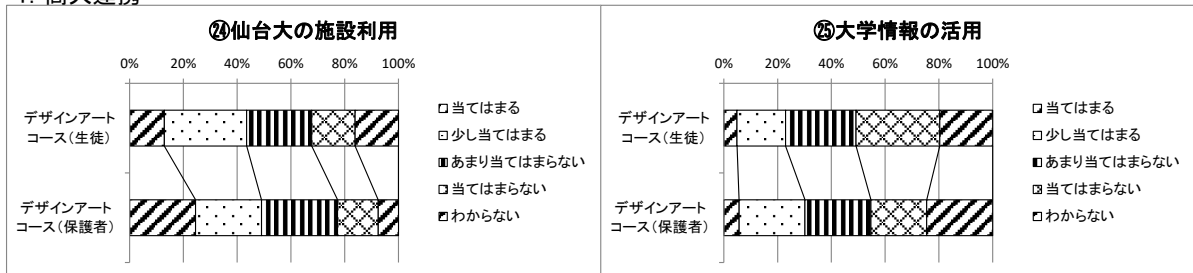 ㉔仙台大の施設利用
0% 20% 40% 60% 80% 100%
デザインアート
コース(生徒)
デザインアート
コース(保護者)
当てはまる
少し当てはまる
あまり当てはまらない
当てはまらない
わからない
㉕大学情報の活用
0% 20% 40% 60% 80% 100%
デザインアート
コース(生徒)
デザインアート
コース(保護者)
当てはまる
少し当てはまる
あまり当てはまらない
当てはまらない
わからない